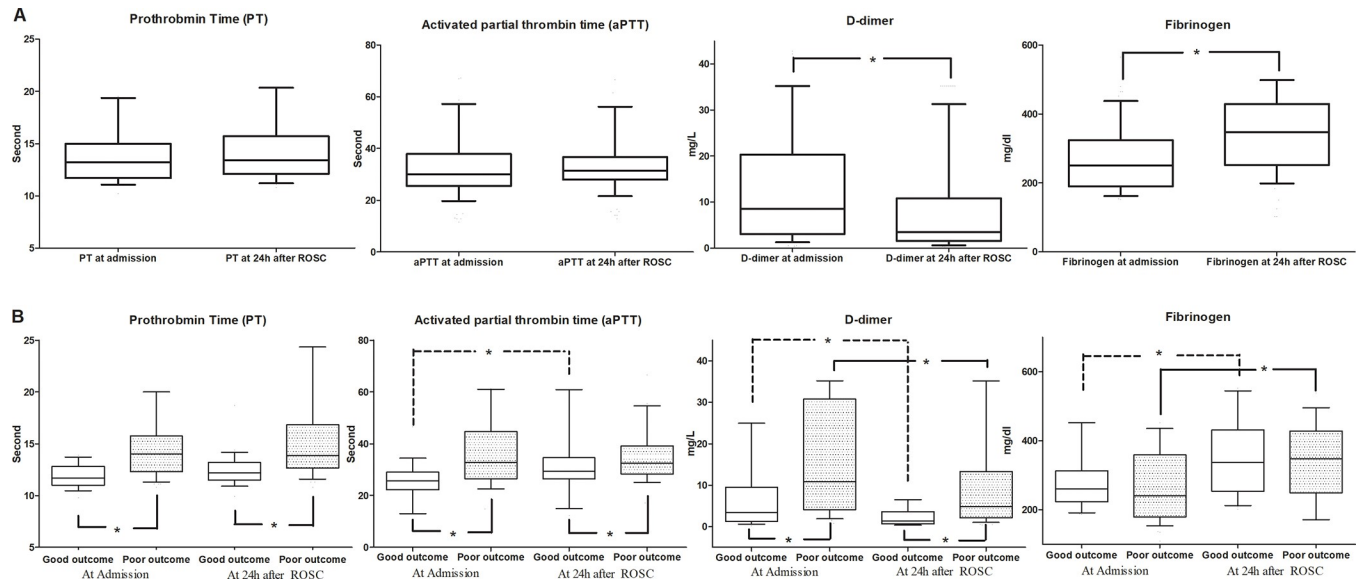 A
Prothrobmin Time (PT)
25
20
15
10
5
Second
PT at admission
PT at 24h after ROSC
Activated partial thrombin time (aPTT)
80
60
40
20
0
Second
aPTT at admission
aPTT at 24h after ROSC
D-dimer
40
30
20
10
0
mg/L
*
D-dimer at admission
D-dimer at 24h after ROSC
Fibrinogen
600
400
200
0
mg/dl
*
Fibrinogen at admission
Fibrinogen at 24h after ROSC
B
Prothrobmin Time (PT)
25
20
15
10
5
Second
*
*
Good outcome Poor outcome Good outcome Poor outcome
At Admission At 24h after ROSC
Activated partial thrombin time (aPTT)
80
60
40
20
0
Second
*
*
*
Good outcome Poor outcome Good outcome Poor outcome
At Admission At 24h after ROSC
D-dimer
40
30
20
10
0
mg/L
*
*
*
*
Good outcome Poor outcome Good outcome Poor outcome
At Admission At 24h after ROSC
Fibrinogen
600
400
200
mg/dl
*
*
Good outcome Poor outcome Good outcome Poor outcome
At Admission At 24h after ROSC